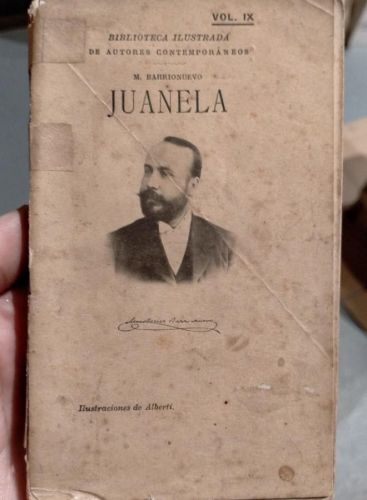 VOL. IX
BIBLIOTECA ILUSTRADA
DE AUTORES CONTEMPORÁNEOS
M. BARRIONUEVO
JUANELA
Ilustraciones de Alberti.